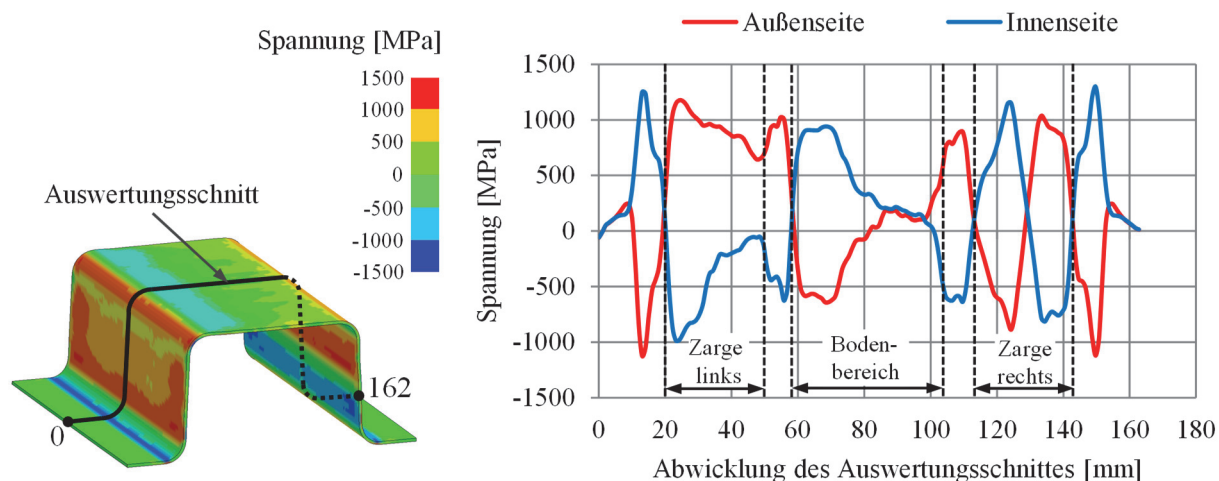 Spannung [MPa]
1500
1000
500
0
-500
-1000
-1500
Auswertungsschnitt
0
162
Außenseite
Innenseite
Spannung [MPa]
1500
1000
500
0
-500
-1000
-1500
Zarge
links
Boden-
bereich
Zarge
rechts
0 20 40 60 80 100 120 140 160 180
Abwicklung des Auswertungsschnittes [mm]